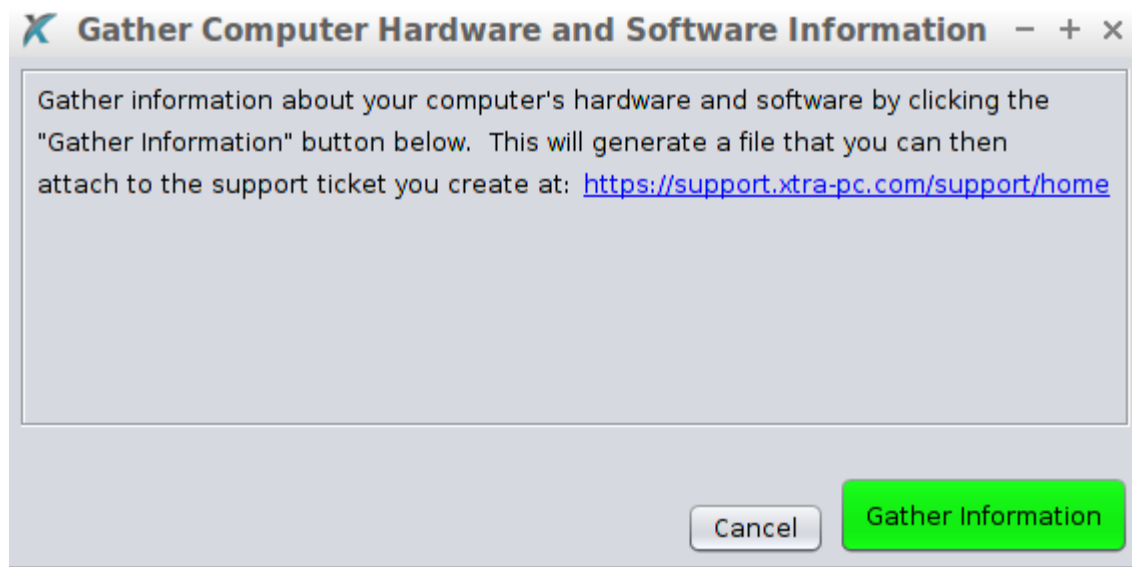 Gather Computer Hardware and Software Information
Gather information about your computer's hardware and software by clicking the
"Gather Information" button below.  This will generate a file that you can then
attach to the support ticket you create at:  https://support.xtra-pc.com/support/home
Cancel
Gather Information